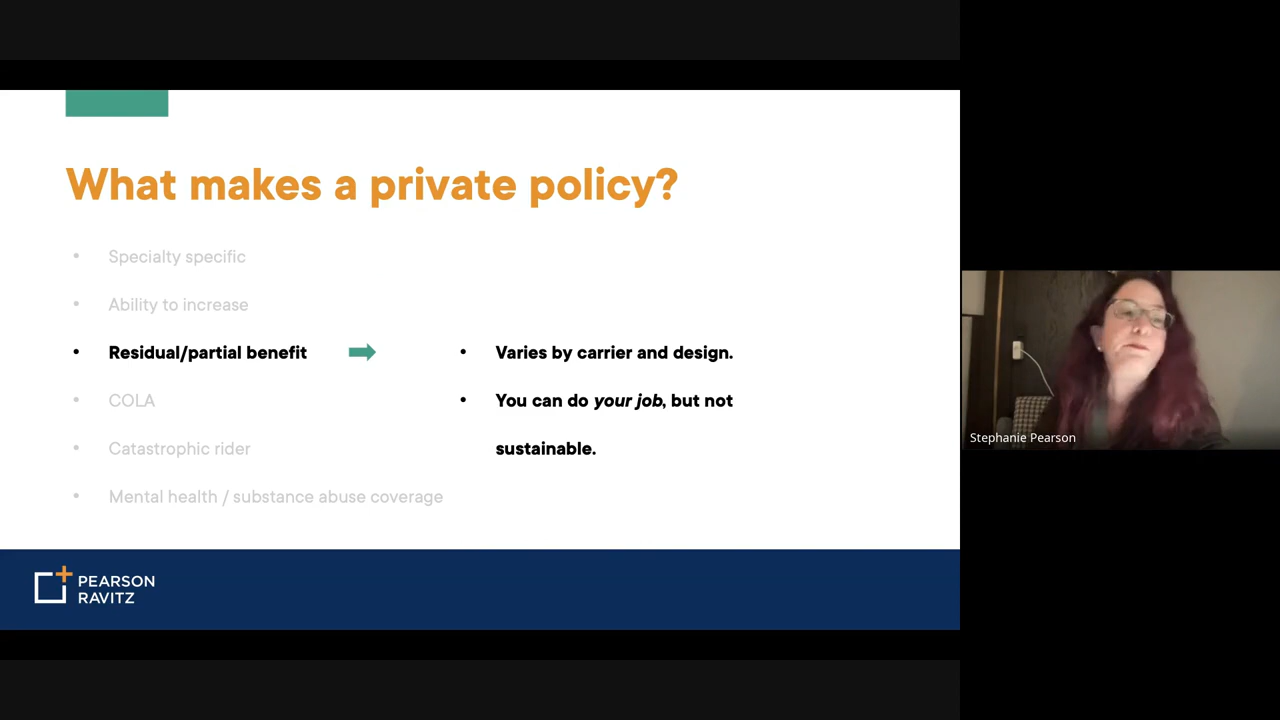 What makes a private policy?
• Specialty specific
• Ability to increase
• Residual/partial benefit
• COLA
• Catastrophic rider
• Mental health / substance abuse coverage
• Varies by carrier and design.
• You can do your job, but not
sustainable.
PEARSON
RAVITZ
Stephanie Pearson